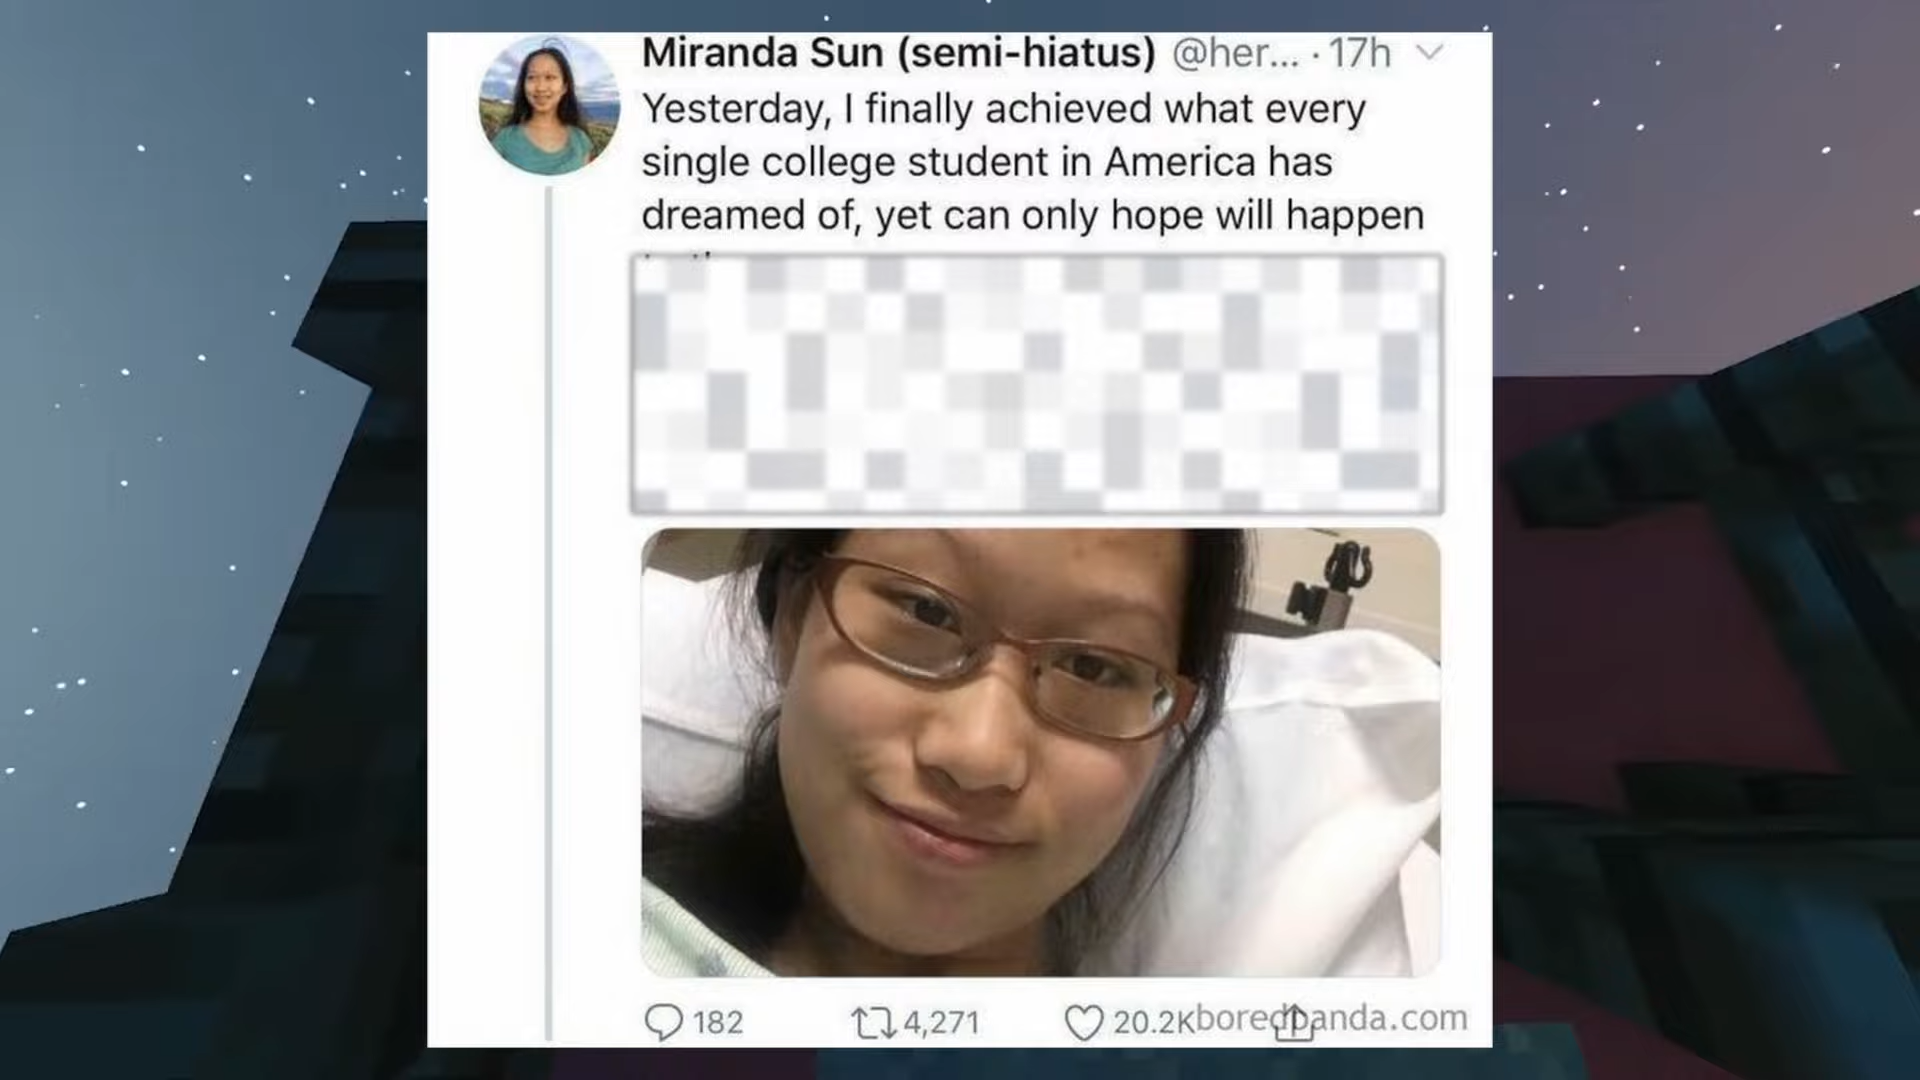 Miranda Sun (semi-hiatus) @her... · 17h
Yesterday, I finally achieved what every
single college student in America has
dreamed of, yet can only hope will happen
182 4,271 20.2K
boredpanda.com